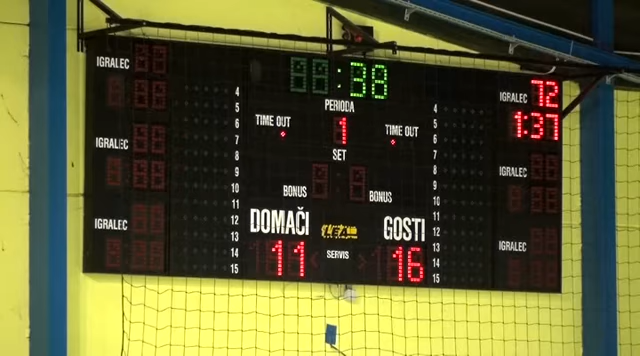 :38
IGRALEC
IGRALEC 72
1:37
PERIODA
1
TIME OUT
TIME OUT
4
5
6
7
8
9
10
11
12
13
14
15
4
5
6
7
8
9
10
11
12
13
14
15
IGRALEC
IGRALEC
SET
BONUS
BONUS
IGRALEC
IGRALEC
DOMAČI
GOSTI
SERVIS
11
16